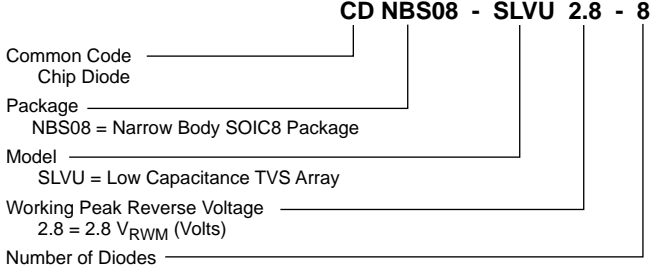 CD NBS08 - SLVU 2.8 - 8
Common Code
Chip Diode
Package
NBS08 = Narrow Body SOIC8 Package
Model
SLVU = Low Capacitance TVS Array
Working Peak Reverse Voltage
2.8 = 2.8 VRWM (Volts)
Number of Diodes